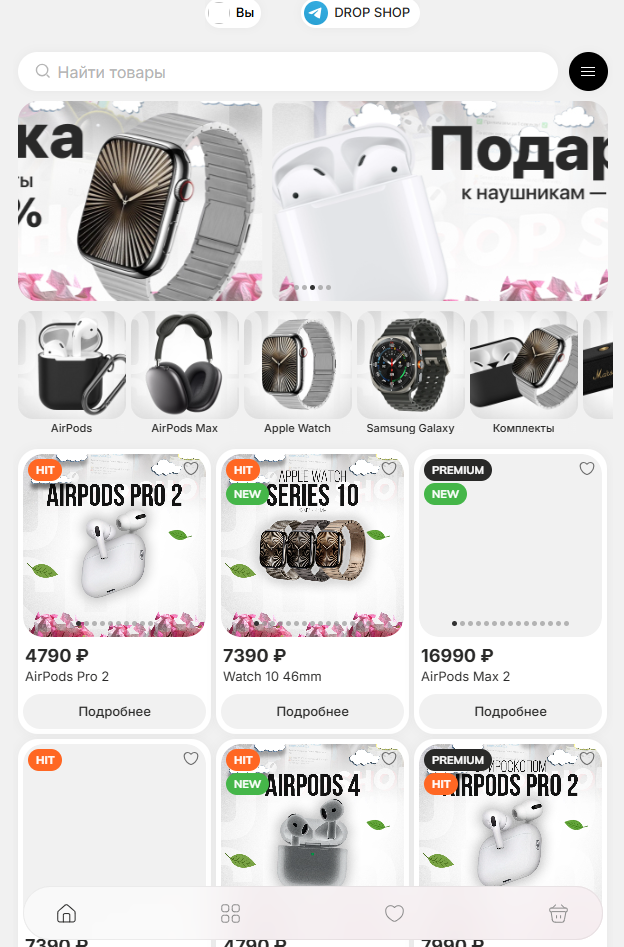 Вы
DROP SHOP
Найти товары
ка
ты
%
Подар
к наушникам —
AirPods
AirPods Max
Apple Watch
Samsung Galaxy
Комплекты
HIT
AIRPODS PRO 2
HIT
NEW
APPLE WATCH
SERIES 10
PREMIUM
NEW
4790 ₽
AirPods Pro 2
Подробнее
7390 ₽
Watch 10 46mm
Подробнее
16990 ₽
AirPods Max 2
Подробнее
HIT
HIT
NEW
AIRPODS 4
PREMIUM
HIT
AIRPODS PRO 2
7390 ₽
4790 ₽
7990 ₽